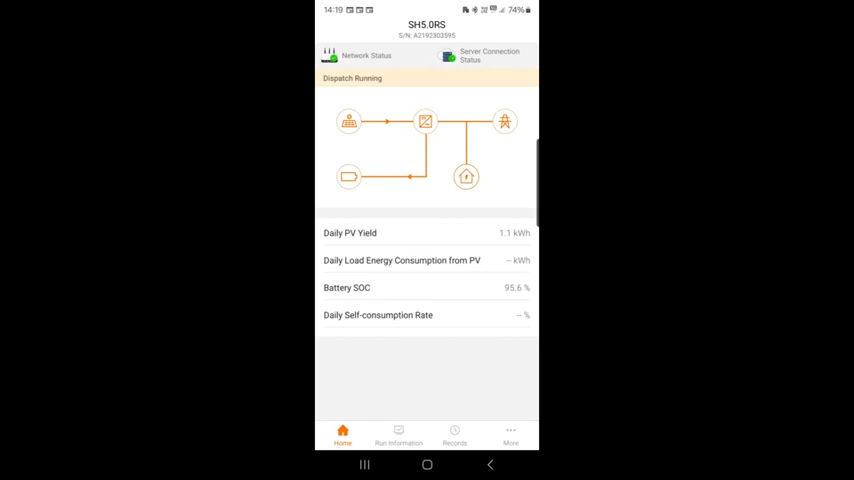 14:19
74%
SH5.0RS
S/N: A2192303595
Network Status
Server Connection
Status
Dispatch Running
Daily PV Yield 1.1 kWh
Daily Load Energy Consumption from PV -- kWh
Battery SOC 95.6 %
Daily Self-consumption Rate -- %
Home Run Information Records More